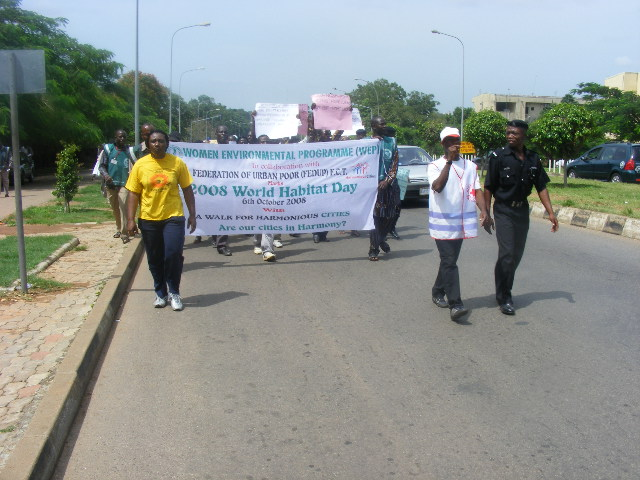 WOMEN ENVIRONMENTAL PROGRAMME (WEP)
In collaboration with
FEDERATION OF URBAN POOR (FEDUP) F.C.T.
2008 World Habitat Day
6th October 2008
With
A WALK FOR HARMONIOUS CITIES
Are our cities in Harmony?